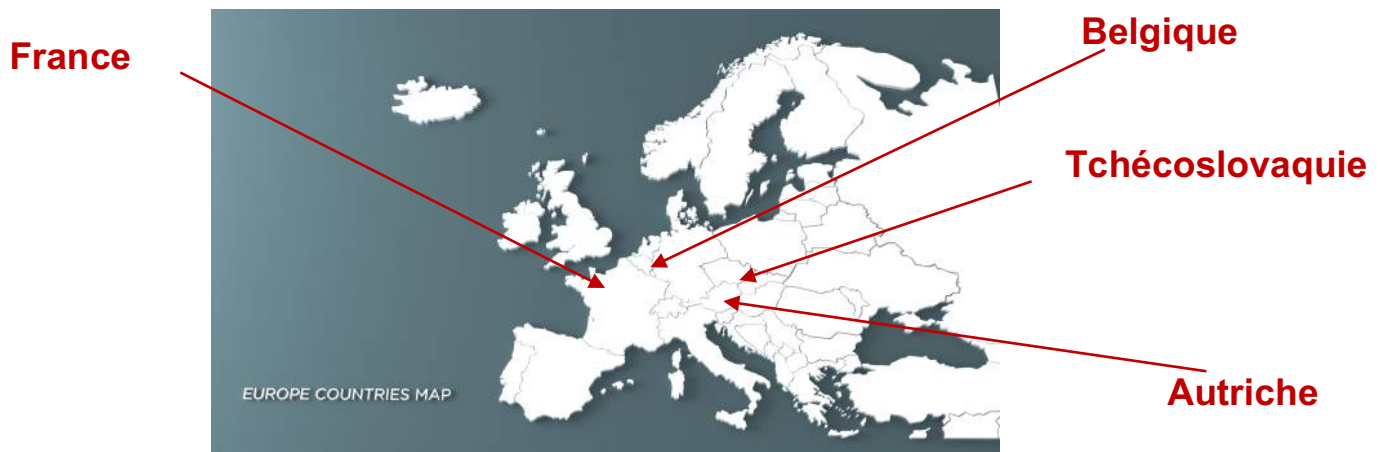 Belgique
France
Tchécoslovaquie
EUROPE COUNTRIES MAP
Autriche